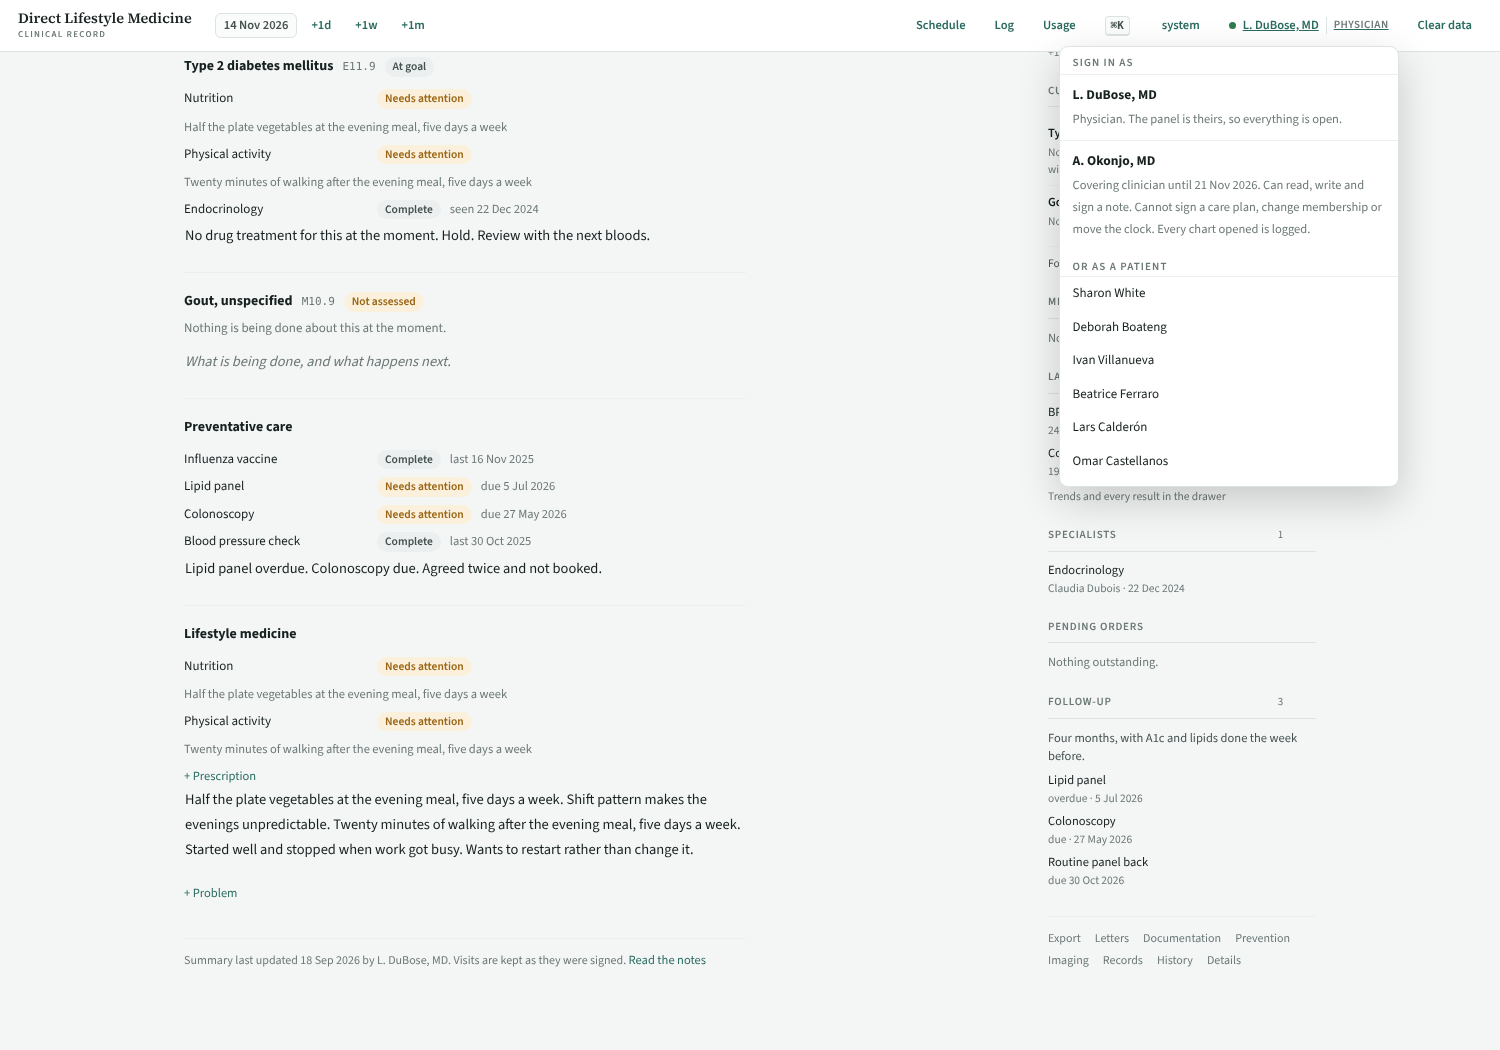 Direct Lifestyle Medicine
CLINICAL RECORD
14 Nov 2026
+1d
+1w
+1m
Schedule
Log
Usage
⌘K
system
L. DuBose, MD
PHYSICIAN
Clear data
Type 2 diabetes mellitus E11.9 At goal
Nutrition Needs attention
Half the plate vegetables at the evening meal, five days a week
Physical activity Needs attention
Twenty minutes of walking after the evening meal, five days a week
Endocrinology Complete seen 22 Dec 2024
No drug treatment for this at the moment. Hold. Review with the next bloods.
Gout, unspecified M10.9 Not assessed
Nothing is being done about this at the moment.
What is being done, and what happens next.
Preventative care
Influenza vaccine Complete last 16 Nov 2025
Lipid panel Needs attention due 5 Jul 2026
Colonoscopy Needs attention due 27 May 2026
Blood pressure check Complete last 30 Oct 2025
Lipid panel overdue. Colonoscopy due. Agreed twice and not booked.
Lifestyle medicine
Nutrition Needs attention
Half the plate vegetables at the evening meal, five days a week
Physical activity Needs attention
Twenty minutes of walking after the evening meal, five days a week
+ Prescription
Half the plate vegetables at the evening meal, five days a week. Shift pattern makes the
evenings unpredictable. Twenty minutes of walking after the evening meal, five days a week.
Started well and stopped when work got busy. Wants to restart rather than change it.
+ Problem
Summary last updated 18 Sep 2026 by L. DuBose, MD. Visits are kept as they were signed. Read the notes
SIGN IN AS
L. DuBose, MD
Physician. The panel is theirs, so everything is open.
A. Okonjo, MD
Covering clinician until 21 Nov 2026. Can read, write and
sign a note. Cannot sign a care plan, change membership or
move the clock. Every chart opened is logged.
OR AS A PATIENT
Sharon White
Deborah Boateng
Ivan Villanueva
Beatrice Ferraro
Lars Calderón
Omar Castellanos
Trends and every result in the drawer
SPECIALISTS 1
Endocrinology
Claudia Dubois · 22 Dec 2024
PENDING ORDERS
Nothing outstanding.
FOLLOW-UP 3
Four months, with A1c and lipids done the week
before.
Lipid panel
overdue · 5 Jul 2026
Colonoscopy
due · 27 May 2026
Routine panel back
due 30 Oct 2026
Export Letters Documentation Prevention
Imaging Records History Details